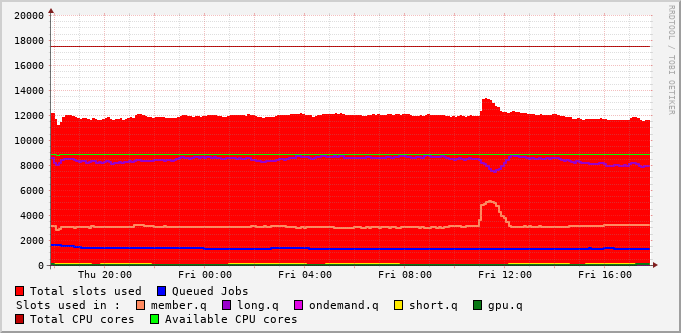 RRDTOOL / TOBI OETIKER
20000
18000
16000
14000
12000
10000
8000
6000
4000
2000
0
Thu 20:00 Fri 00:00 Fri 04:00 Fri 08:00 Fri 12:00 Fri 16:00
Total slots used Queued Jobs
Slots used in : member.q long.q ondemand.q short.q gpu.q
Total CPU cores Available CPU cores